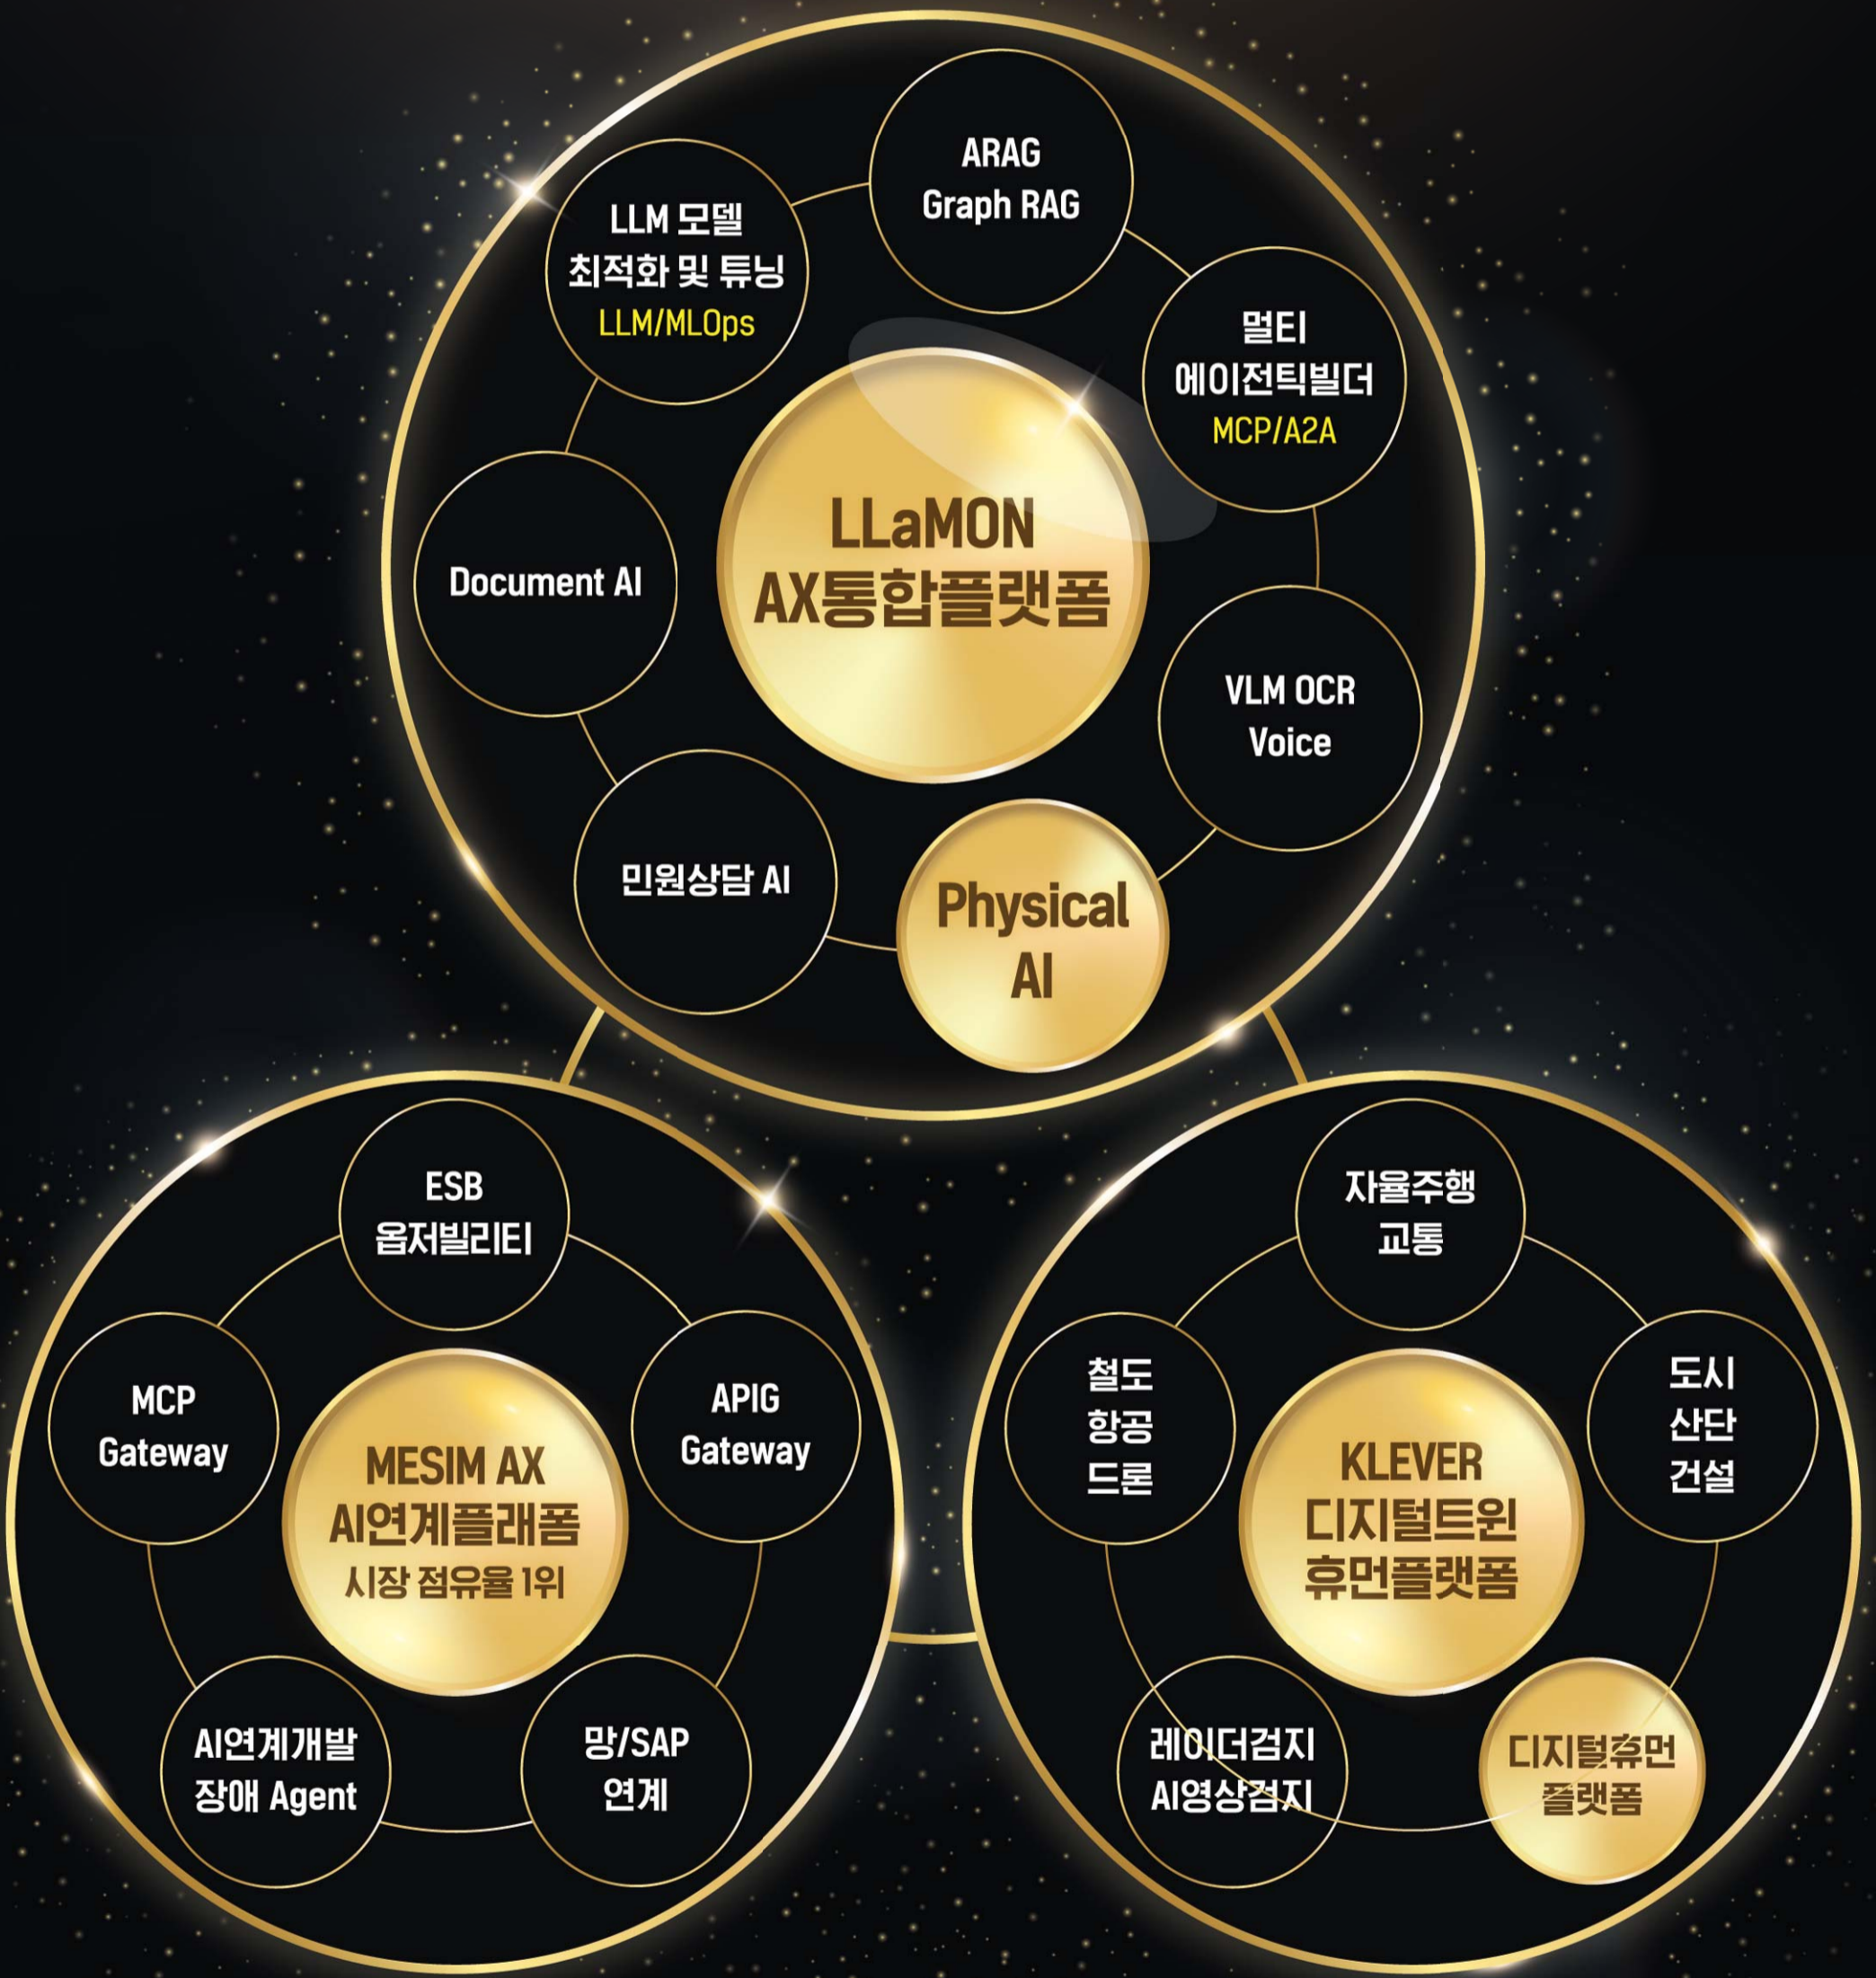 ARAG
Graph RAG
LLM 모델
최적화 및 튜닝
LLM/MLOps
멀티
에이전틱빌더
MCP/A2A
LLaMON
AX통합플랫폼
Document AI
VLM OCR
Voice
민원상담 AI
Physical
AI
ESB
옵저빌리티
MCP
Gateway
APIG
Gateway
MESIM AX
AI연계플래폼
시장 점유율 1위
AI연계개발
장애 Agent
망/SAP
연계
자율주행
교통
철도
항공
드론
도시
산단
건설
KLEVER
디지털트윈
휴먼플랫폼
레이더검지
AI영상검지
디지털휴먼
플랫폼